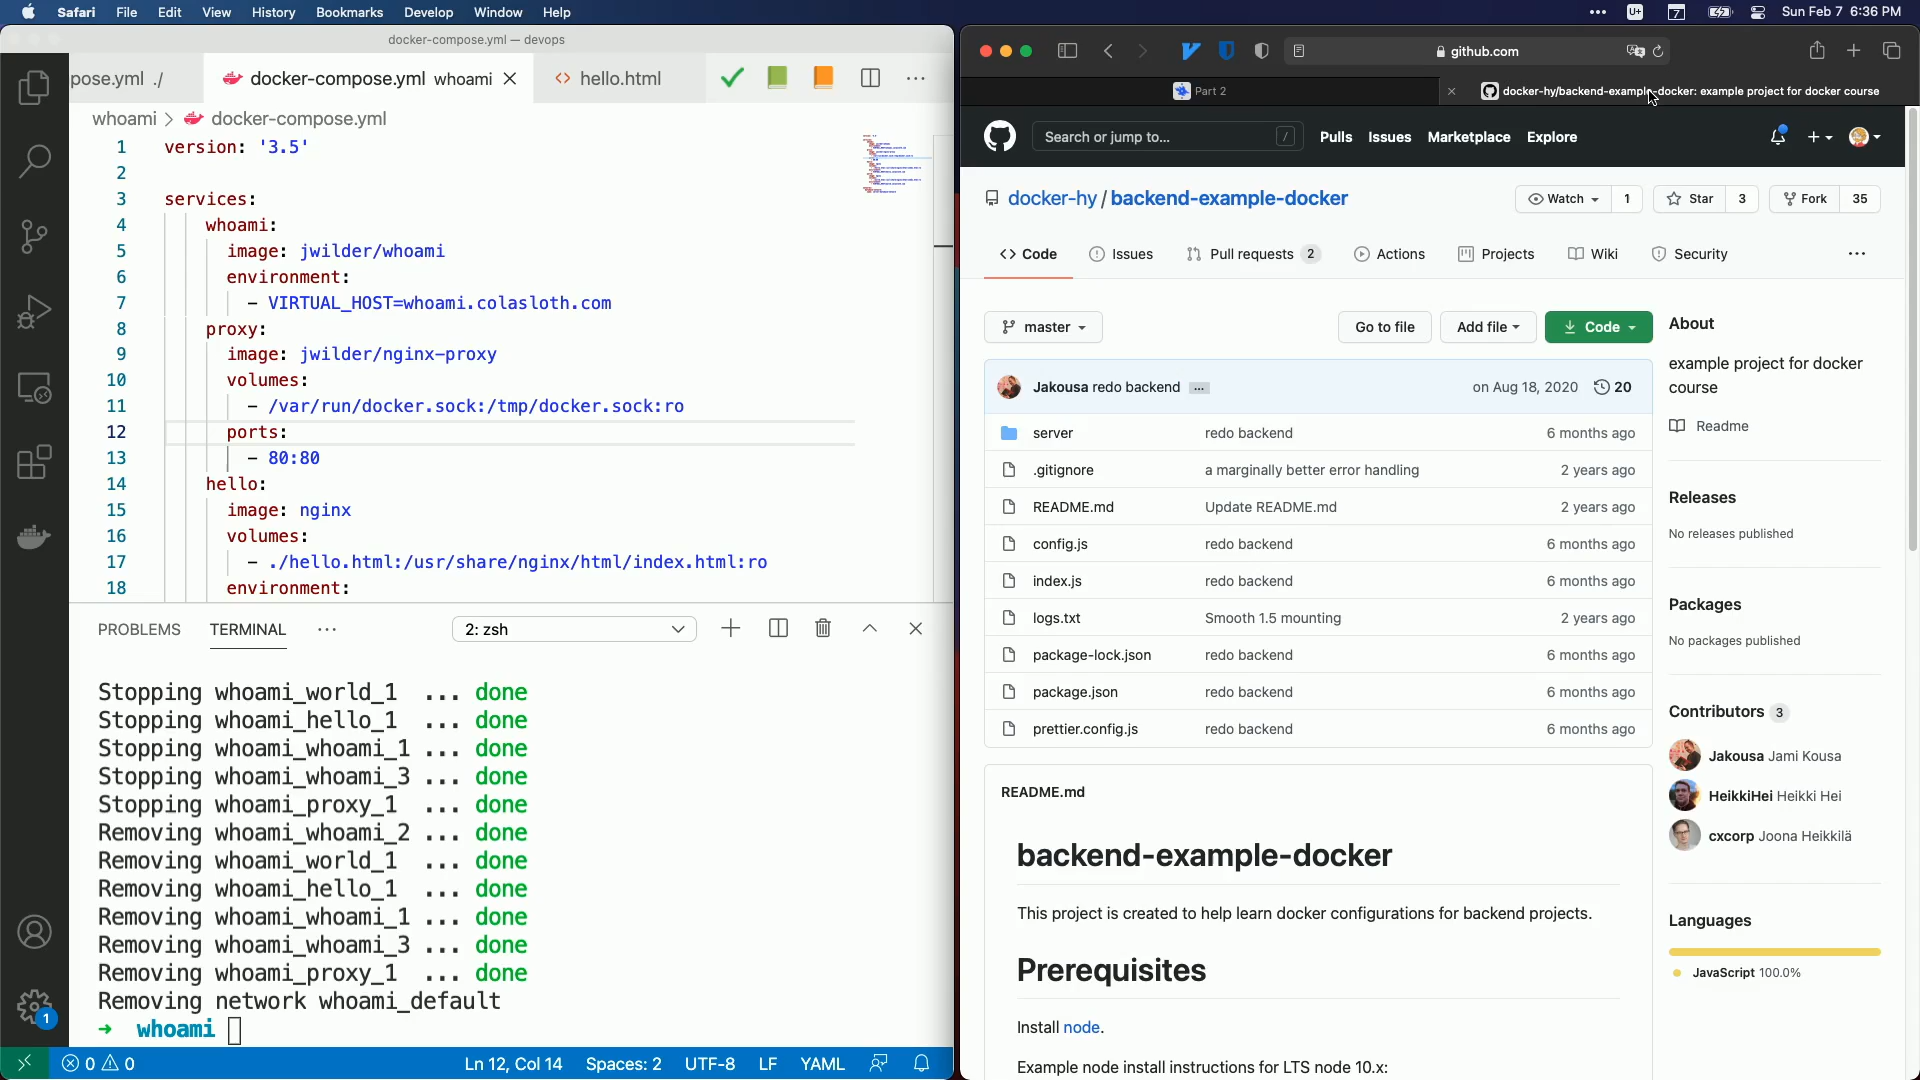 Safari File Edit View History Bookmarks Develop Window Help
U+ 7 Sun Feb 7 6:36 PM
docker-compose.yml — devops
pose.yml ./
docker-compose.yml whoami
hello.html
whoami > docker-compose.yml
1 version: '3.5'
2
3 services:
4 whoami:
5 image: jwilder/whoami
6 environment:
7 - VIRTUAL_HOST=whoami.colasloth.com
8 proxy:
9 image: jwilder/nginx-proxy
10 volumes:
11 - /var/run/docker.sock:/tmp/docker.sock:ro
12 ports:
13 - 80:80
14 hello:
15 image: nginx
16 volumes:
17 - ./hello.html:/usr/share/nginx/html/index.html:ro
18 environment:
PROBLEMS TERMINAL ... 2: zsh
Stopping whoami_world_1 ... done
Stopping whoami_hello_1 ... done
Stopping whoami_whoami_1 ... done
Stopping whoami_whoami_3 ... done
Stopping whoami_proxy_1 ... done
Removing whoami_whoami_2 ... done
Removing whoami_world_1 ... done
Removing whoami_hello_1 ... done
Removing whoami_whoami_1 ... done
Removing whoami_whoami_3 ... done
Removing whoami_proxy_1 ... done
Removing network whoami_default
→ whoami
1
0 0 Ln 12, Col 14 Spaces: 2 UTF-8 LF YAML
github.com
Part 2
docker-hy/backend-example-docker: example project for docker course
Search or jump to... /
Pulls Issues Marketplace Explore
docker-hy / backend-example-docker
Watch 1 Star 3 Fork 35
Code Issues Pull requests 2 Actions Projects Wiki Security ...
master Go to file Add file Code
Jakousa redo backend ... on Aug 18, 2020 20
server redo backend 6 months ago
.gitignore a marginally better error handling 2 years ago
README.md Update README.md 2 years ago
config.js redo backend 6 months ago
index.js redo backend 6 months ago
logs.txt Smooth 1.5 mounting 2 years ago
package-lock.json redo backend 6 months ago
package.json redo backend 6 months ago
prettier.config.js redo backend 6 months ago
README.md
backend-example-docker
This project is created to help learn docker configurations for backend projects.
Prerequisites
Install node.
Example node install instructions for LTS node 10.x:
About
example project for docker
course
Readme
Releases
No releases published
Packages
No packages published
Contributors 3
Jakousa Jami Kousa
HeikkiHei Heikki Hei
cxcorp Joona Heikkilä
Languages
JavaScript 100.0%